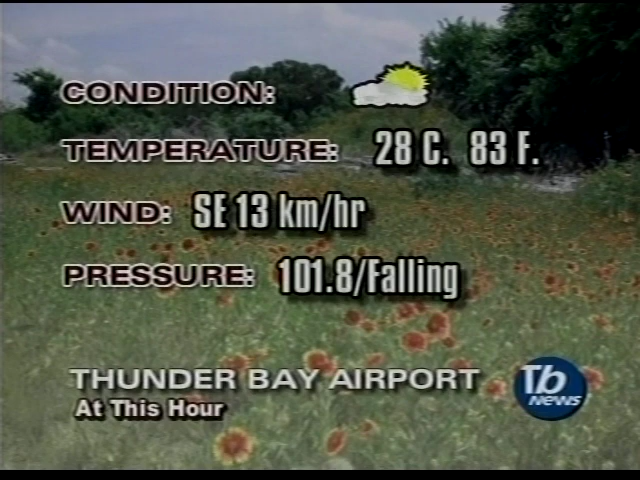 CONDITION:
TEMPERATURE: 28 C. 83 F.
WIND: SE 13 km/hr
PRESSURE: 101.8/Falling
THUNDER BAY AIRPORT
At This Hour
Tb
NEWS